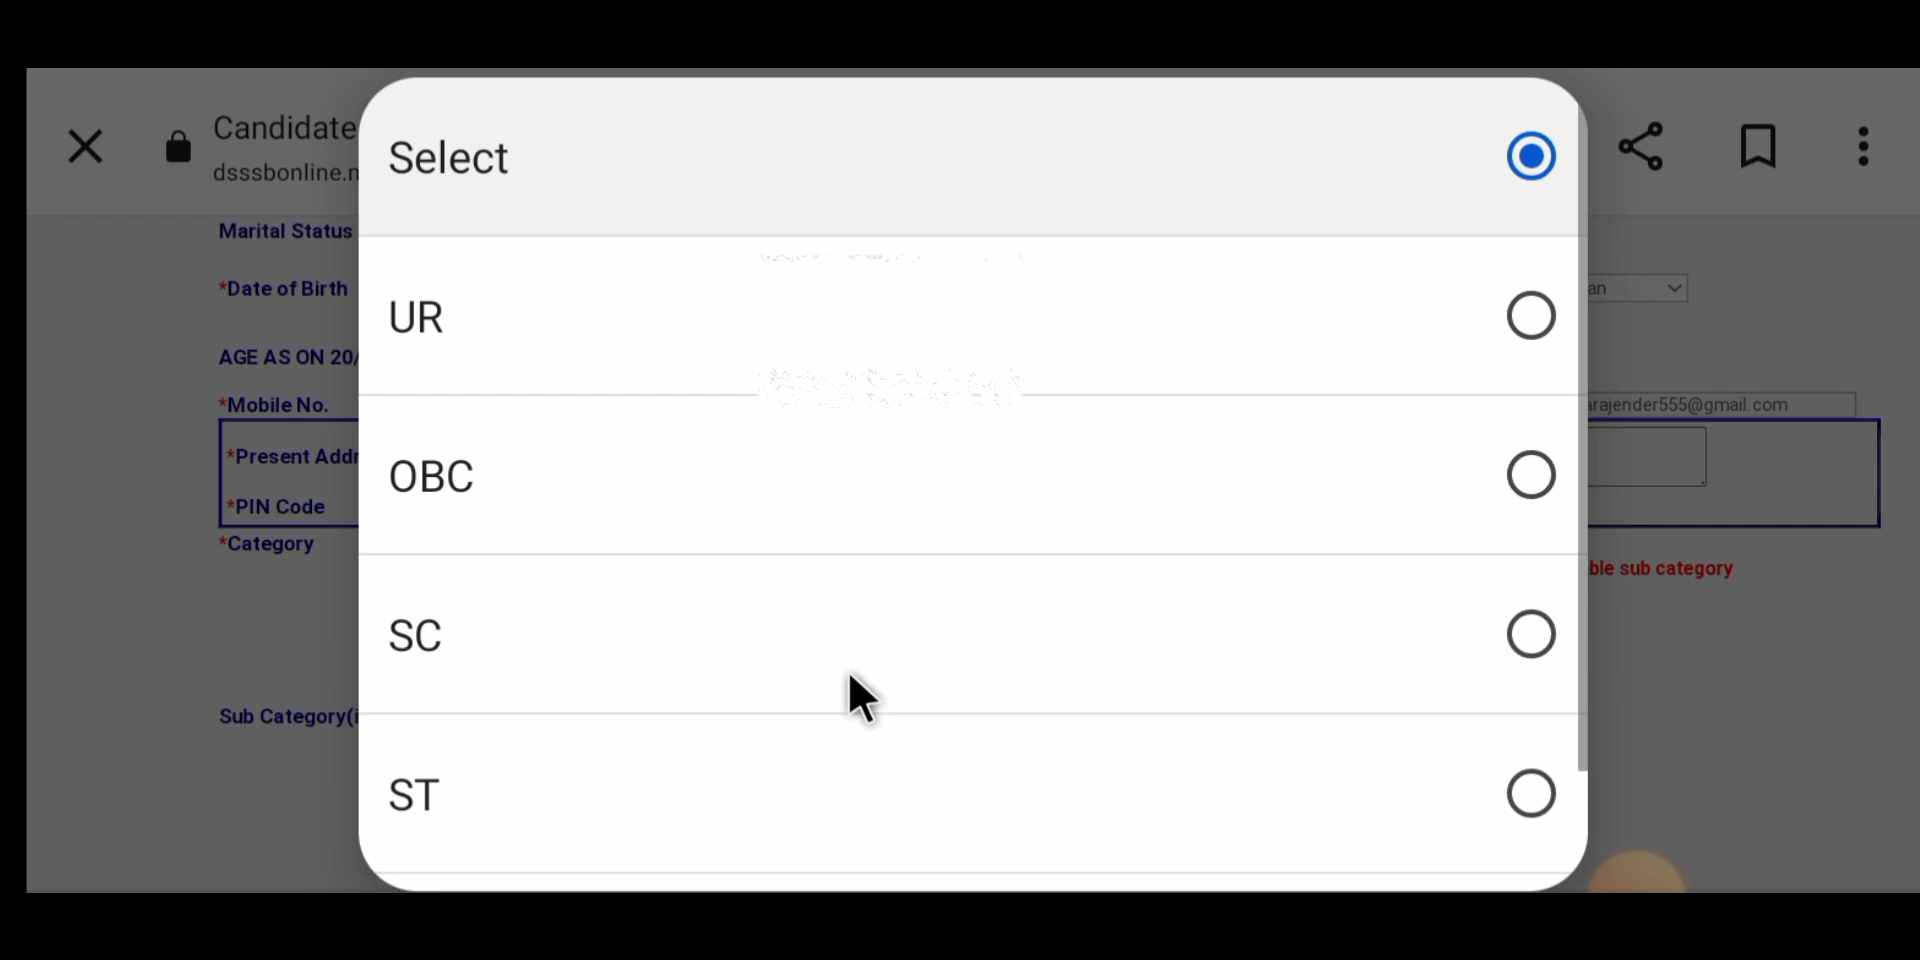 Candidate
dsssbonline.n
Select
Marital Status
*Date of Birth
an
UR
AGE AS ON 20/
*Mobile No.
arajender555@gmail.com
*Present Addr
OBC
*PIN Code
*Category
ble sub category
SC
Sub Category(i
ST